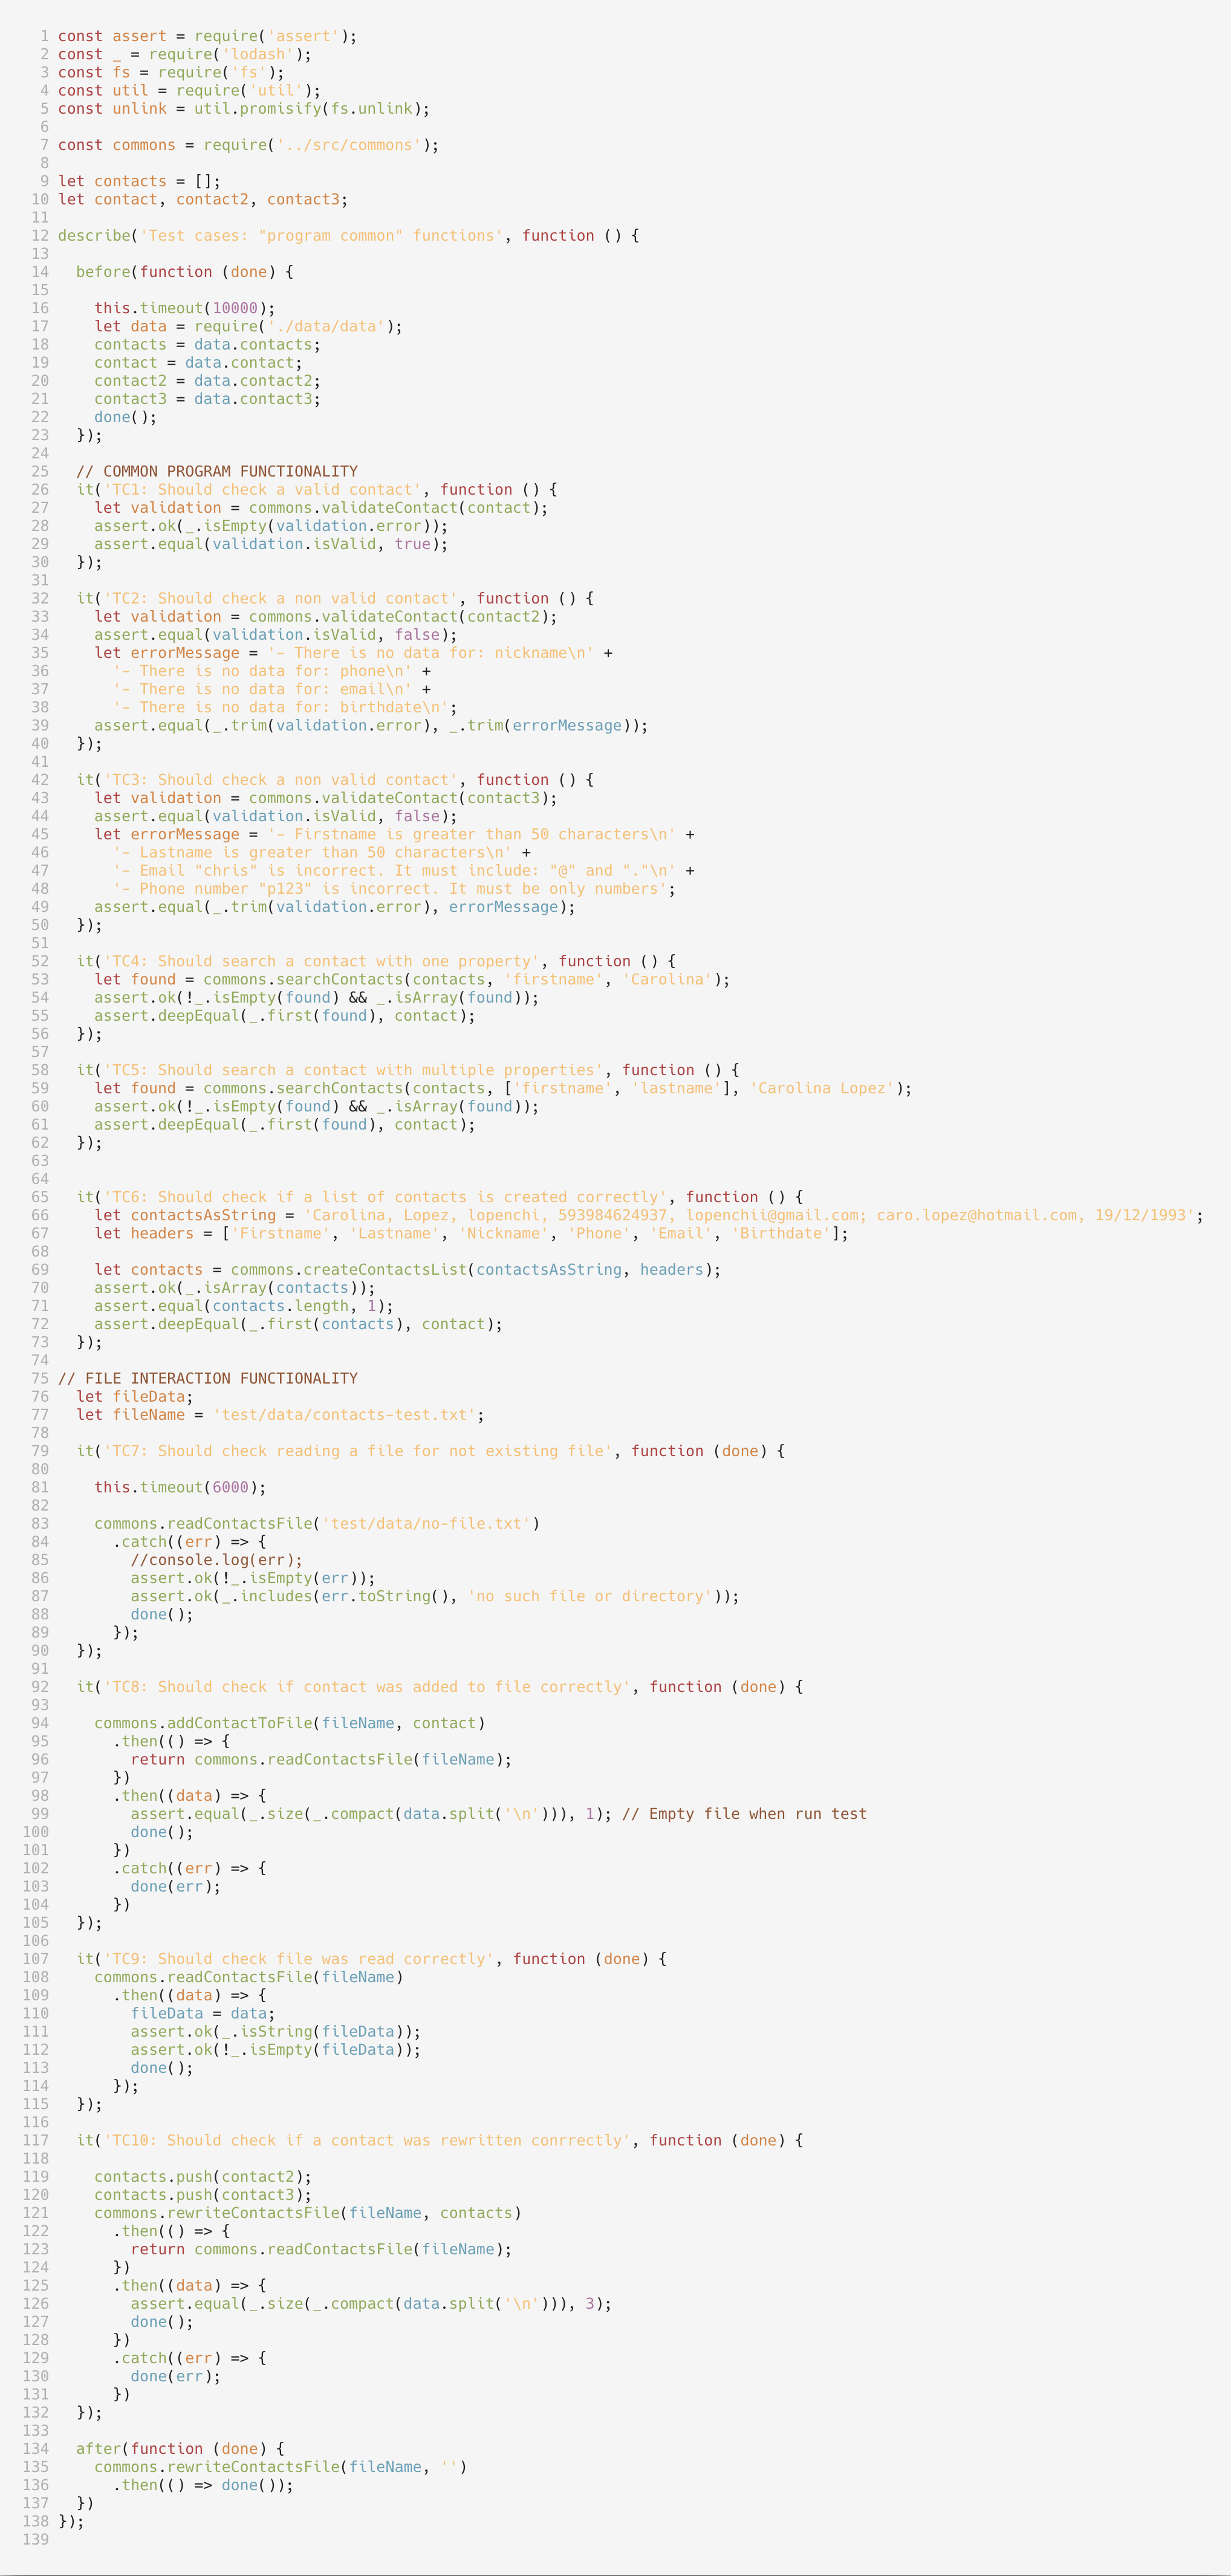 1 const assert = require('assert');
2 const _ = require('lodash');
3 const fs = require('fs');
4 const util = require('util');
5 const unlink = util.promisify(fs.unlink);
6
7 const commons = require('../src/commons');
8
9 let contacts = [];
10 let contact, contact2, contact3;
11
12 describe('Test cases: "program common" functions', function () {
13
14   before(function (done) {
15
16     this.timeout(10000);
17     let data = require('./data/data');
18     contacts = data.contacts;
19     contact = data.contact;
20     contact2 = data.contact2;
21     contact3 = data.contact3;
22     done();
23   });
24
25   // COMMON PROGRAM FUNCTIONALITY
26   it('TC1: Should check a valid contact', function () {
27     let validation = commons.validateContact(contact);
28     assert.ok(_.isEmpty(validation.error));
29     assert.equal(validation.isValid, true);
30   });
31
32   it('TC2: Should check a non valid contact', function () {
33     let validation = commons.validateContact(contact2);
34     assert.equal(validation.isValid, false);
35     let errorMessage = '- There is no data for: nickname\n' +
36       '- There is no data for: phone\n' +
37       '- There is no data for: email\n' +
38       '- There is no data for: birthdate\n';
39     assert.equal(_.trim(validation.error), _.trim(errorMessage));
40   });
41
42   it('TC3: Should check a non valid contact', function () {
43     let validation = commons.validateContact(contact3);
44     assert.equal(validation.isValid, false);
45     let errorMessage = '- Firstname is greater than 50 characters\n' +
46       '- Lastname is greater than 50 characters\n' +
47       '- Email "chris" is incorrect. It must include: "@" and "."\n' +
48       '- Phone number "p123" is incorrect. It must be only numbers';
49     assert.equal(_.trim(validation.error), errorMessage);
50   });
51
52   it('TC4: Should search a contact with one property', function () {
53     let found = commons.searchContacts(contacts, 'firstname', 'Carolina');
54     assert.ok(!_.isEmpty(found) && _.isArray(found));
55     assert.deepEqual(_.first(found), contact);
56   });
57
58   it('TC5: Should search a contact with multiple properties', function () {
59     let found = commons.searchContacts(contacts, ['firstname', 'lastname'], 'Carolina Lopez');
60     assert.ok(!_.isEmpty(found) && _.isArray(found));
61     assert.deepEqual(_.first(found), contact);
62   });
63
64
65   it('TC6: Should check if a list of contacts is created correctly', function () {
66     let contactsAsString = 'Carolina, Lopez, lopenchi, 593984624937, lopenchii@gmail.com; caro.lopez@hotmail.com, 19/12/1993';
67     let headers = ['Firstname', 'Lastname', 'Nickname', 'Phone', 'Email', 'Birthdate'];
68
69     let contacts = commons.createContactsList(contactsAsString, headers);
70     assert.ok(_.isArray(contacts));
71     assert.equal(contacts.length, 1);
72     assert.deepEqual(_.first(contacts), contact);
73   });
74
75 // FILE INTERACTION FUNCTIONALITY
76   let fileData;
77   let fileName = 'test/data/contacts-test.txt';
78
79   it('TC7: Should check reading a file for not existing file', function (done) {
80
81     this.timeout(6000);
82
83     commons.readContactsFile('test/data/no-file.txt')
84       .catch((err) => {
85         //console.log(err);
86         assert.ok(!_.isEmpty(err));
87         assert.ok(_.includes(err.toString(), 'no such file or directory'));
88         done();
89       });
90   });
91
92   it('TC8: Should check if contact was added to file correctly', function (done) {
93
94     commons.addContactToFile(fileName, contact)
95       .then(() => {
96         return commons.readContactsFile(fileName);
97       })
98       .then((data) => {
99         assert.equal(_.size(_.compact(data.split('\n'))), 1); // Empty file when run test
100         done();
101       })
102       .catch((err) => {
103         done(err);
104       })
105   });
106
107   it('TC9: Should check file was read correctly', function (done) {
108     commons.readContactsFile(fileName)
109       .then((data) => {
110         fileData = data;
111         assert.ok(_.isString(fileData));
112         assert.ok(!_.isEmpty(fileData));
113         done();
114       });
115   });
116
117   it('TC10: Should check if a contact was rewritten conrrectly', function (done) {
118
119     contacts.push(contact2);
120     contacts.push(contact3);
121     commons.rewriteContactsFile(fileName, contacts)
122       .then(() => {
123         return commons.readContactsFile(fileName);
124       })
125       .then((data) => {
126         assert.equal(_.size(_.compact(data.split('\n'))), 3);
127         done();
128       })
129       .catch((err) => {
130         done(err);
131       })
132   });
133
134   after(function (done) {
135     commons.rewriteContactsFile(fileName, '')
136       .then(() => done());
137   })
138 });
139